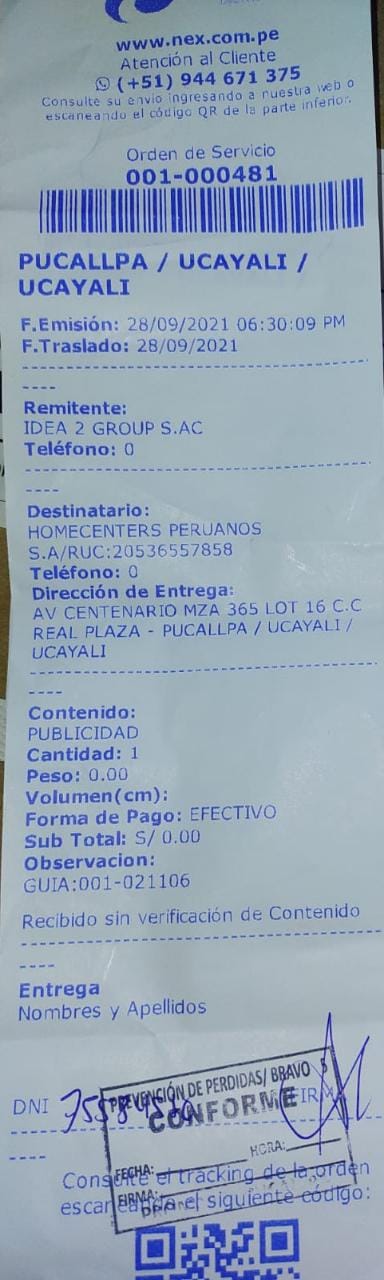 www.nex.com.pe
Atención al Cliente
(+51) 944 671 375
Consulte su envio ingresando a nuestra web o
escaneando el código QR de la parte inferior.
Orden de Servicio
001-000481
PUCALLPA / UCAYALI /
UCAYALI
F.Emisión: 28/09/2021 06:30:09 PM
F.Traslado: 28/09/2021
----
Remitente:
IDEA 2 GROUP S.AC
Teléfono: 0
----
Destinatario:
HOMECENTERS PERUANOS
S.A/RUC:20536557858
Teléfono: 0
Dirección de Entrega:
AV CENTENARIO MZA 365 LOT 16 C.C
REAL PLAZA - PUCALLPA / UCAYALI /
UCAYALI
----
Contenido:
PUBLICIDAD
Cantidad: 1
Peso: 0.00
Volumen(cm):
Forma de Pago: EFECTIVO
Sub Total: S/ 0.00
Observacion:
GUIA:001-021106
Recibido sin verificación de Contenido
----
Entrega
Nombres y Apellidos
PREVENCIÓN DE PERDIDAS/ BRAVO 5
DNI
CONFORME
----
FECHA: HORA:
Consulte el tracking de la orden
FIRMA:
escaneando el siguiente código: